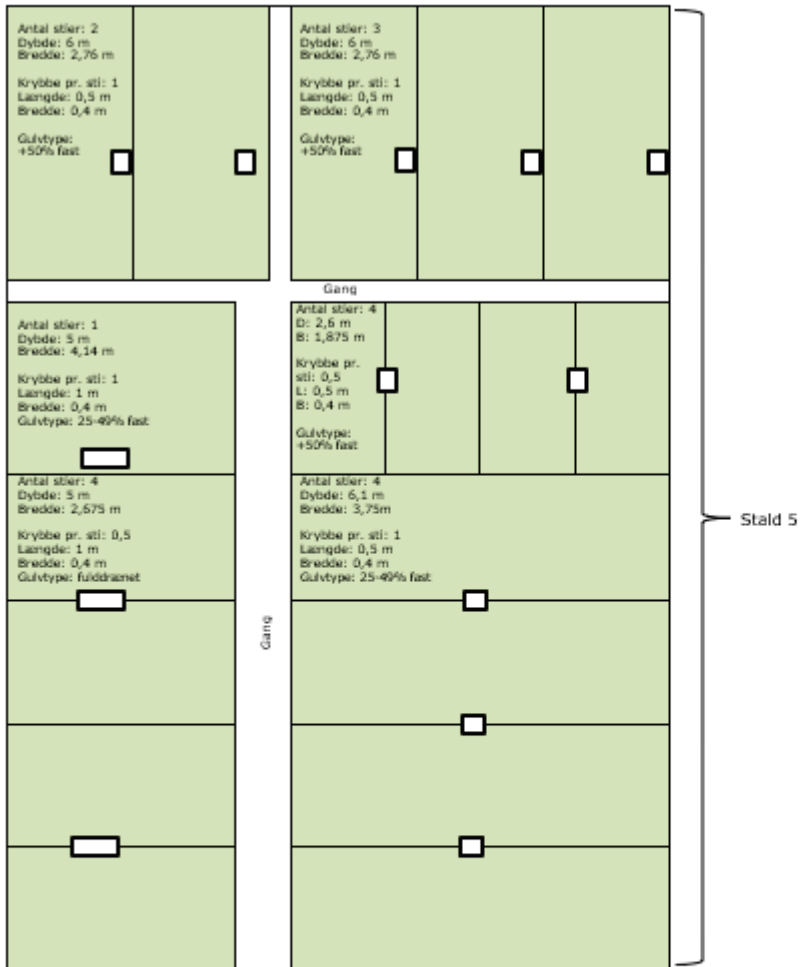 Antal stier: 2
Dybde: 6 m
Bredde: 2,76 m
Krybbe pr. sti: 1
Længde: 0,5 m
Bredde: 0,4 m
Gulvtype:
+50% fast
Antal stier: 3
Dybde: 6 m
Bredde: 2,76 m
Krybbe pr. sti: 1
Længde: 0,5 m
Bredde: 0,4 m
Gulvtype:
+50% fast
Gang
Antal stier: 1
Dybde: 5 m
Bredde: 4,14 m
Krybbe pr. sti: 1
Længde: 1 m
Bredde: 0,4 m
Gulvtype: 25-49% fast
Antal stier: 4
D: 2,6 m
B: 1,875 m
Krybbe pr.
sti: 0,5
L: 0,5 m
B: 0,4 m
Gulvtype:
+50% fast
Antal stier: 4
Dybde: 5 m
Bredde: 2,675 m
Krybbe pr. sti: 0,5
Længde: 1 m
Bredde: 0,4 m
Gulvtype: fulddrænet
Antal stier: 4
Dybde: 6,1 m
Bredde: 3,75m
Krybbe pr. sti: 1
Længde: 0,5 m
Bredde: 0,4 m
Gulvtype: 25-49% fast
Gang
Stald 5